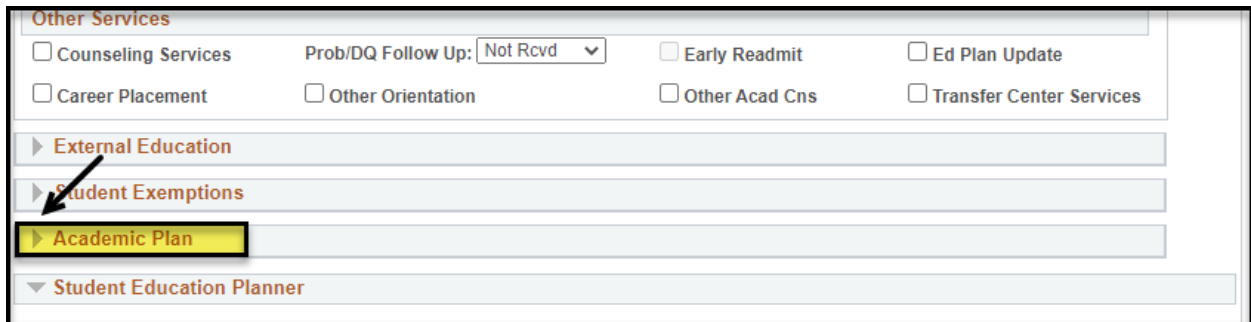 Other Services
Counseling Services Prob/DQ Follow Up: Not Rcvd Early Readmit Ed Plan Update
Career Placement Other Orientation Other Acad Cns Transfer Center Services
External Education
Student Exemptions
Academic Plan
Student Education Planner